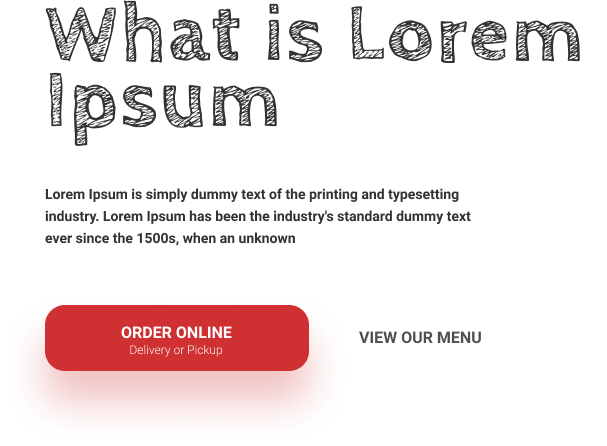 What is Lorem
Ipsum
Lorem Ipsum is simply dummy text of the printing and typesetting
industry. Lorem Ipsum has been the industry's standard dummy text
ever since the 1500s, when an unknown
ORDER ONLINE
Delivery or Pickup
VIEW OUR MENU